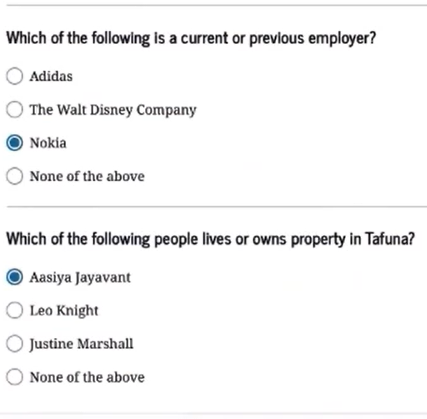 Which of the following is a current or previous employer?
Adidas
The Walt Disney Company
Nokia
None of the above
Which of the following people lives or owns property in Tafuna?
Aasiya Jayavant
Leo Knight
Justine Marshall
None of the above